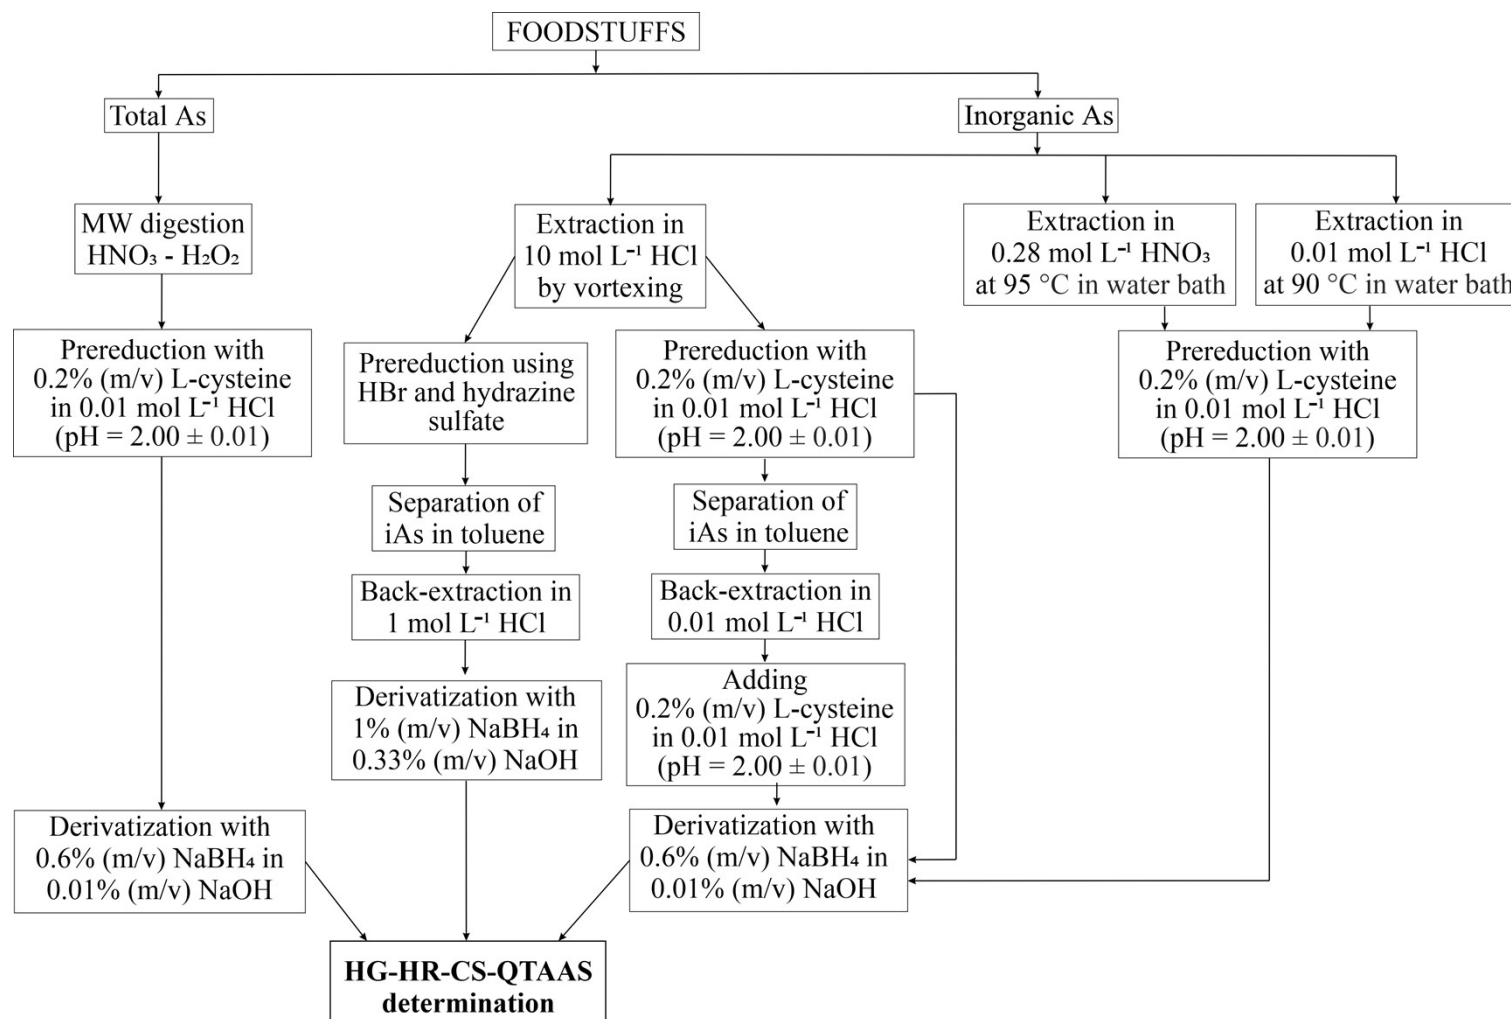 FOODSTUFFS
Total As
Inorganic As
MW digestion
HNO₃ - H₂O₂
Extraction in
10 mol L⁻¹ HCl
by vortexing
Extraction in
0.28 mol L⁻¹ HNO₃
at 95 °C in water bath
Extraction in
0.01 mol L⁻¹ HCl
at 90 °C in water bath
Prereduction with
0.2% (m/v) L-cysteine
in 0.01 mol L⁻¹ HCl
(pH = 2.00 ± 0.01)
Prereduction using
HBr and hydrazine
sulfate
Prereduction with
0.2% (m/v) L-cysteine
in 0.01 mol L⁻¹ HCl
(pH = 2.00 ± 0.01)
Prereduction with
0.2% (m/v) L-cysteine
in 0.01 mol L⁻¹ HCl
(pH = 2.00 ± 0.01)
Separation of
iAs in toluene
Separation of
iAs in toluene
Back-extraction in
1 mol L⁻¹ HCl
Back-extraction in
0.01 mol L⁻¹ HCl
Derivatization with
1% (m/v) NaBH₄ in
0.33% (m/v) NaOH
Adding
0.2% (m/v) L-cysteine
in 0.01 mol L⁻¹ HCl
(pH = 2.00 ± 0.01)
Derivatization with
0.6% (m/v) NaBH₄ in
0.01% (m/v) NaOH
Derivatization with
0.6% (m/v) NaBH₄ in
0.01% (m/v) NaOH
HG-HR-CS-QTAAS
determination